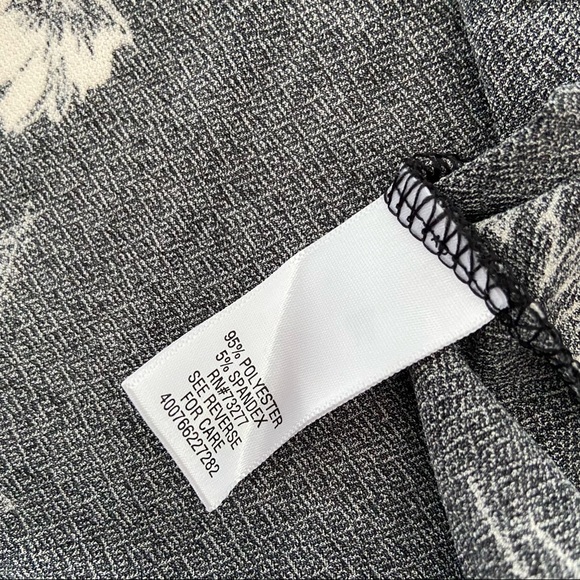 95% POLYESTER
5% SPANDEX
RN#73277
SEE REVERSE
FOR CARE
400766227282